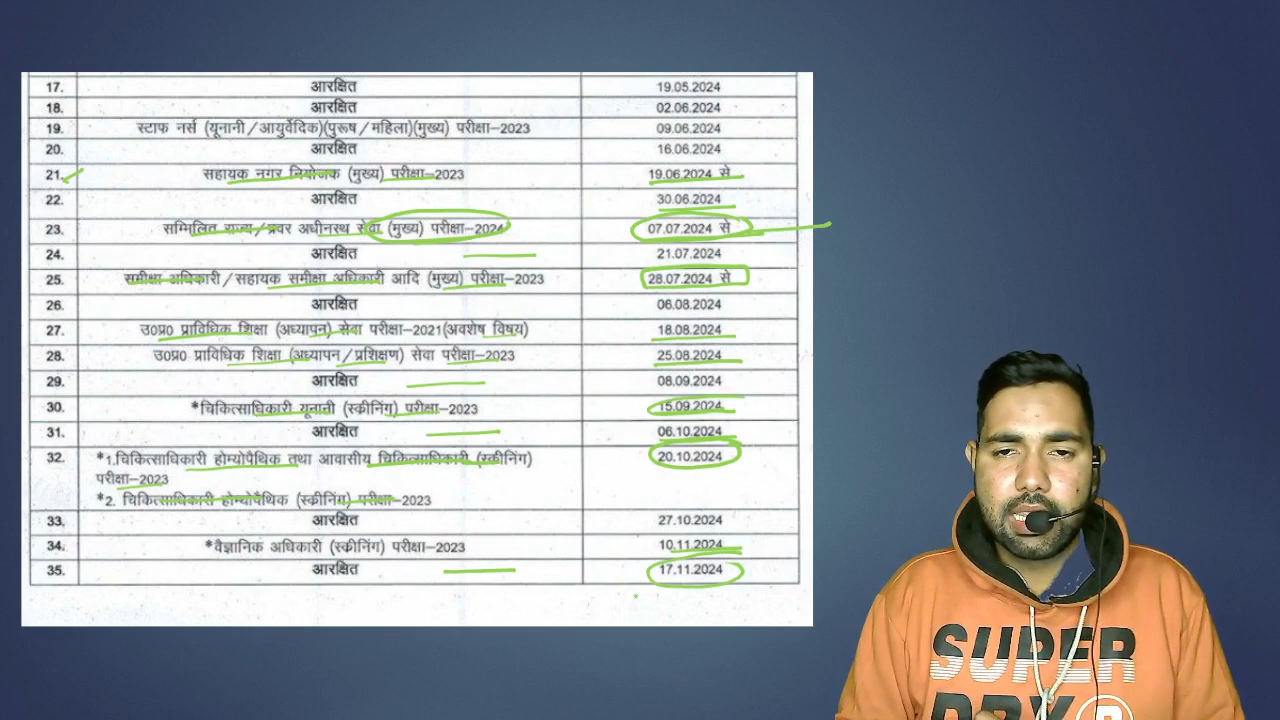 17. आरक्षित 19.05.2024
18. आरक्षित 02.06.2024
19. स्टाफ नर्स (यूनानी/आयुर्वेदिक)(पुरूष/महिला)(मुख्य) परीक्षा–2023 09.06.2024
20. आरक्षित 16.06.2024
21. सहायक नगर नियोजक (मुख्य) परीक्षा–2023 19.06.2024 से
22. आरक्षित 30.06.2024
23. सम्मिलित राज्य/प्रवर अधीनस्थ सेवा (मुख्य) परीक्षा–2024 07.07.2024 से
24. आरक्षित 21.07.2024
25. समीक्षा अधिकारी/सहायक समीक्षा अधिकारी आदि (मुख्य) परीक्षा–2023 28.07.2024 से
26. आरक्षित 06.08.2024
27. उ०प्र० प्राविधिक शिक्षा (अध्यापन) सेवा परीक्षा–2021(अवशेष विषय) 18.08.2024
28. उ०प्र० प्राविधिक शिक्षा (अध्यापन/प्रशिक्षण) सेवा परीक्षा–2023 25.08.2024
29. आरक्षित 08.09.2024
30. *चिकित्साधिकारी यूनानी (स्कीनिंग) परीक्षा–2023 15.09.2024
31. आरक्षित 06.10.2024
32. *1.चिकित्साधिकारी होम्योपैथिक तथा आवासीय चिकित्साधिकारी (स्कीनिंग) 20.10.2024
परीक्षा–2023
*2. चिकित्साधिकारी होम्योपैथिक (स्कीनिंग) परीक्षा–2023
33. आरक्षित 27.10.2024
34. *वैज्ञानिक अधिकारी (स्कीनिंग) परीक्षा–2023 10.11.2024
35. आरक्षित 17.11.2024
SUPER
DRY